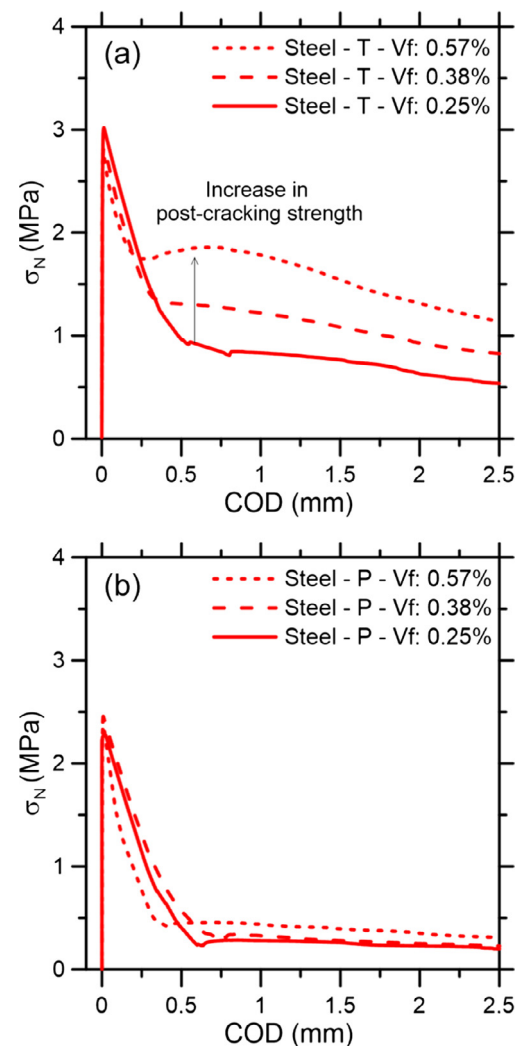 (a)
Steel - T - Vf: 0.57%
Steel - T - Vf: 0.38%
Steel - T - Vf: 0.25%
Increase in
post-cracking strength
4
3
2
1
0
σN (MPa)
0 0.5 1 1.5 2 2.5
COD (mm)
(b)
Steel - P - Vf: 0.57%
Steel - P - Vf: 0.38%
Steel - P - Vf: 0.25%
4
3
2
1
0
σN (MPa)
0 0.5 1 1.5 2 2.5
COD (mm)